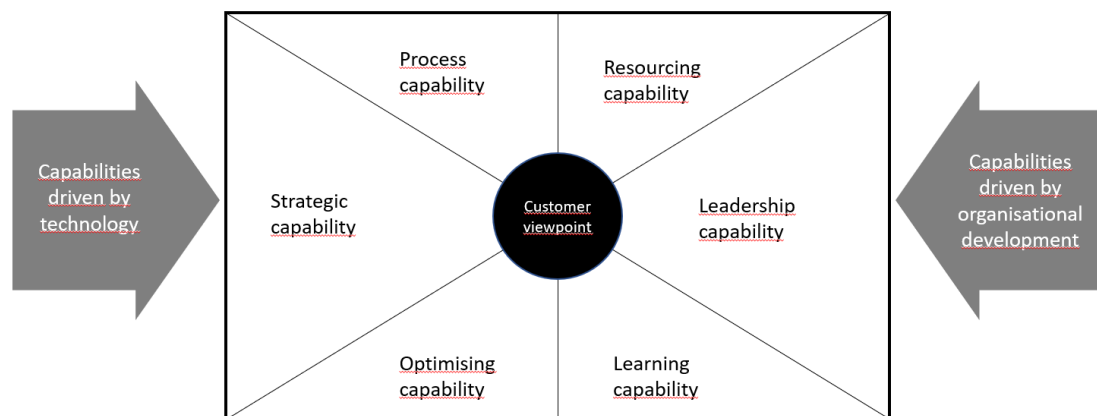 Process
capability
Resourcing
capability
Capabilities
driven by
technology
Strategic
capability
Customer
viewpoint
Leadership
capability
Capabilities
driven by
organisational
development
Optimising
capability
Learning
capability